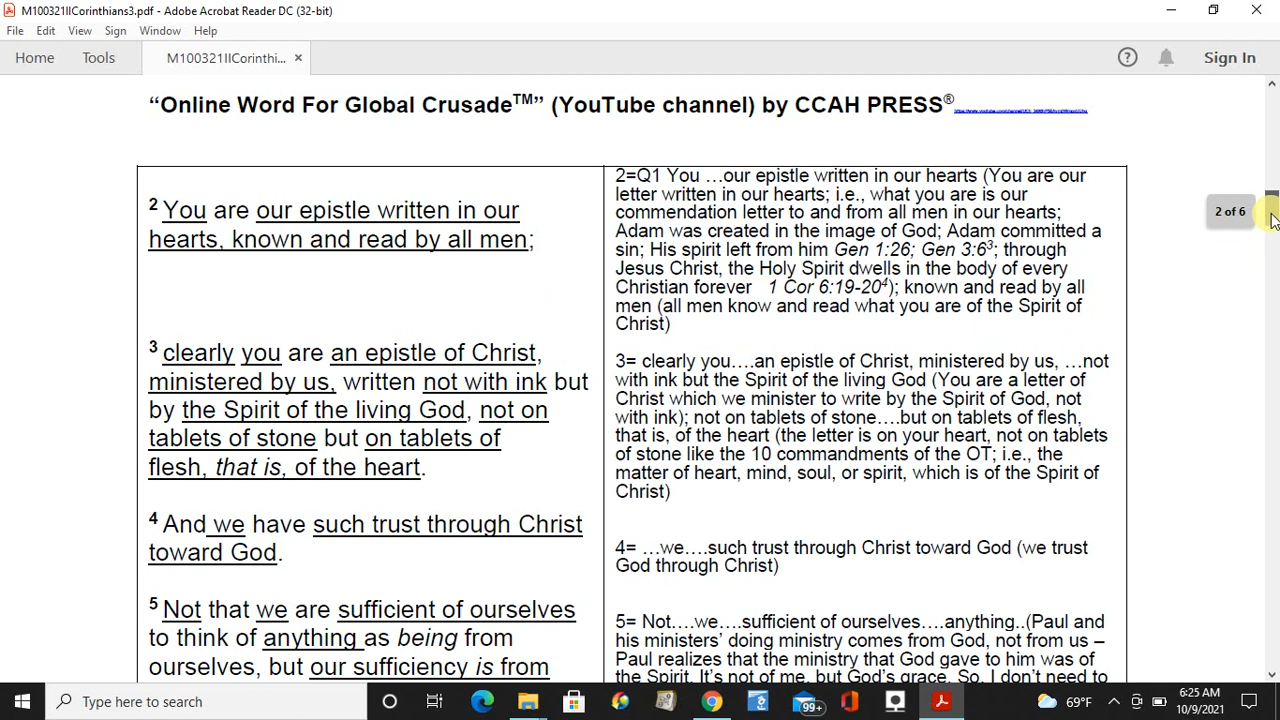 M100321IICorinthians3.pdf - Adobe Acrobat Reader DC (32-bit)
File Edit View Sign Window Help
Home Tools M100321IICorinthi... × Sign In
“Online Word For Global Crusade™” (YouTube channel) by CCAH PRESS®
2 You are our epistle written in our
hearts, known and read by all men;
3 clearly you are an epistle of Christ,
ministered by us, written not with ink but
by the Spirit of the living God, not on
tablets of stone but on tablets of
flesh, that is, of the heart.
4 And we have such trust through Christ
toward God.
5 Not that we are sufficient of ourselves
to think of anything as being from
ourselves, but our sufficiency is from
2=Q1 You …our epistle written in our hearts (You are our
letter written in our hearts; i.e., what you are is our
commendation letter to and from all men in our hearts;
Adam was created in the image of God; Adam committed a
sin; His spirit left from him Gen 1:26; Gen 3:6³; through
Jesus Christ, the Holy Spirit dwells in the body of every
Christian forever 1 Cor 6:19-20⁴); known and read by all
men (all men know and read what you are of the Spirit of
Christ)
3= clearly you….an epistle of Christ, ministered by us, …not
with ink but the Spirit of the living God (You are a letter of
Christ which we minister to write by the Spirit of God, not
with ink); not on tablets of stone….but on tablets of flesh,
that is, of the heart (the letter is on your heart, not on tablets
of stone like the 10 commandments of the OT; i.e., the
matter of heart, mind, soul, or spirit, which is of the Spirit of
Christ)
4= …we….such trust through Christ toward God (we trust
God through Christ)
5= Not….we….sufficient of ourselves….anything..(Paul and
his ministers’ doing ministry comes from God, not from us –
Paul realizes that the ministry that God gave to him was of
the Spirit. It’s not of me, but God’s grace. So, I don’t need to
2 of 6
Type here to search
99+
69°F
6:25 AM
10/9/2021